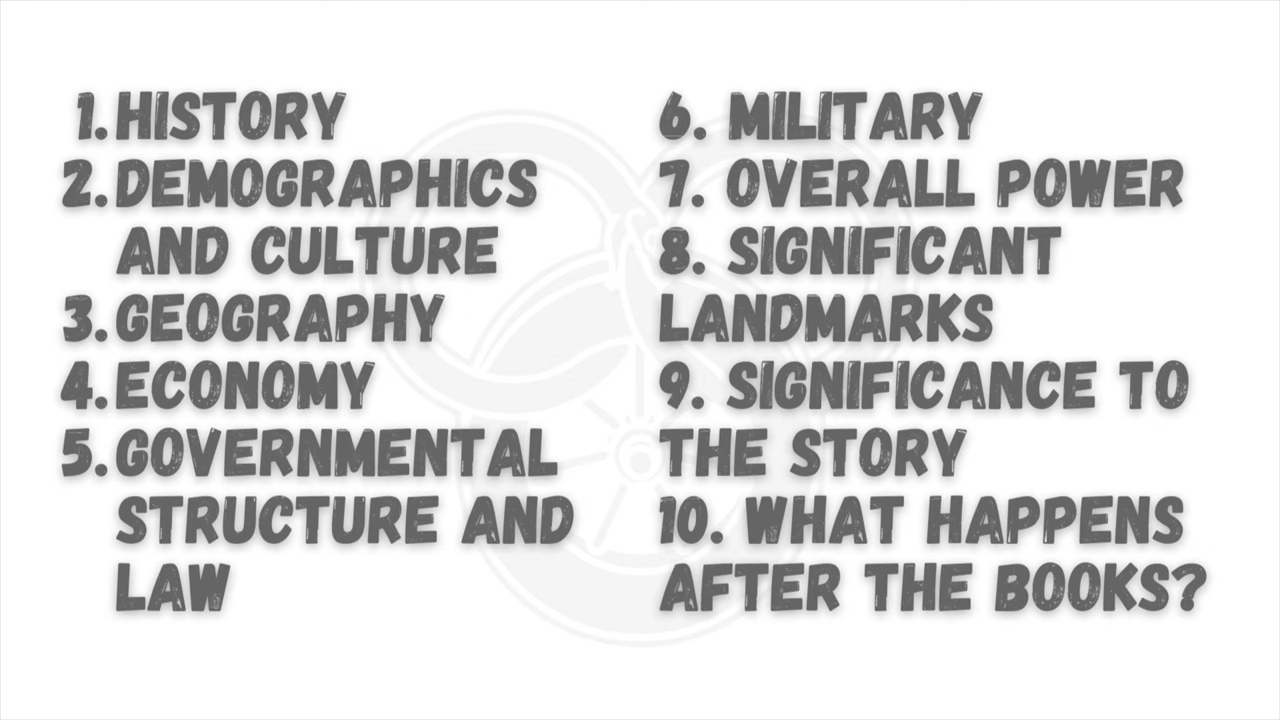 1. HISTORY
2. DEMOGRAPHICS
AND CULTURE
3. GEOGRAPHY
4. ECONOMY
5. GOVERNMENTAL
STRUCTURE AND
LAW
6. MILITARY
7. OVERALL POWER
8. SIGNIFICANT
LANDMARKS
9. SIGNIFICANCE TO
THE STORY
10. WHAT HAPPENS
AFTER THE BOOKS?